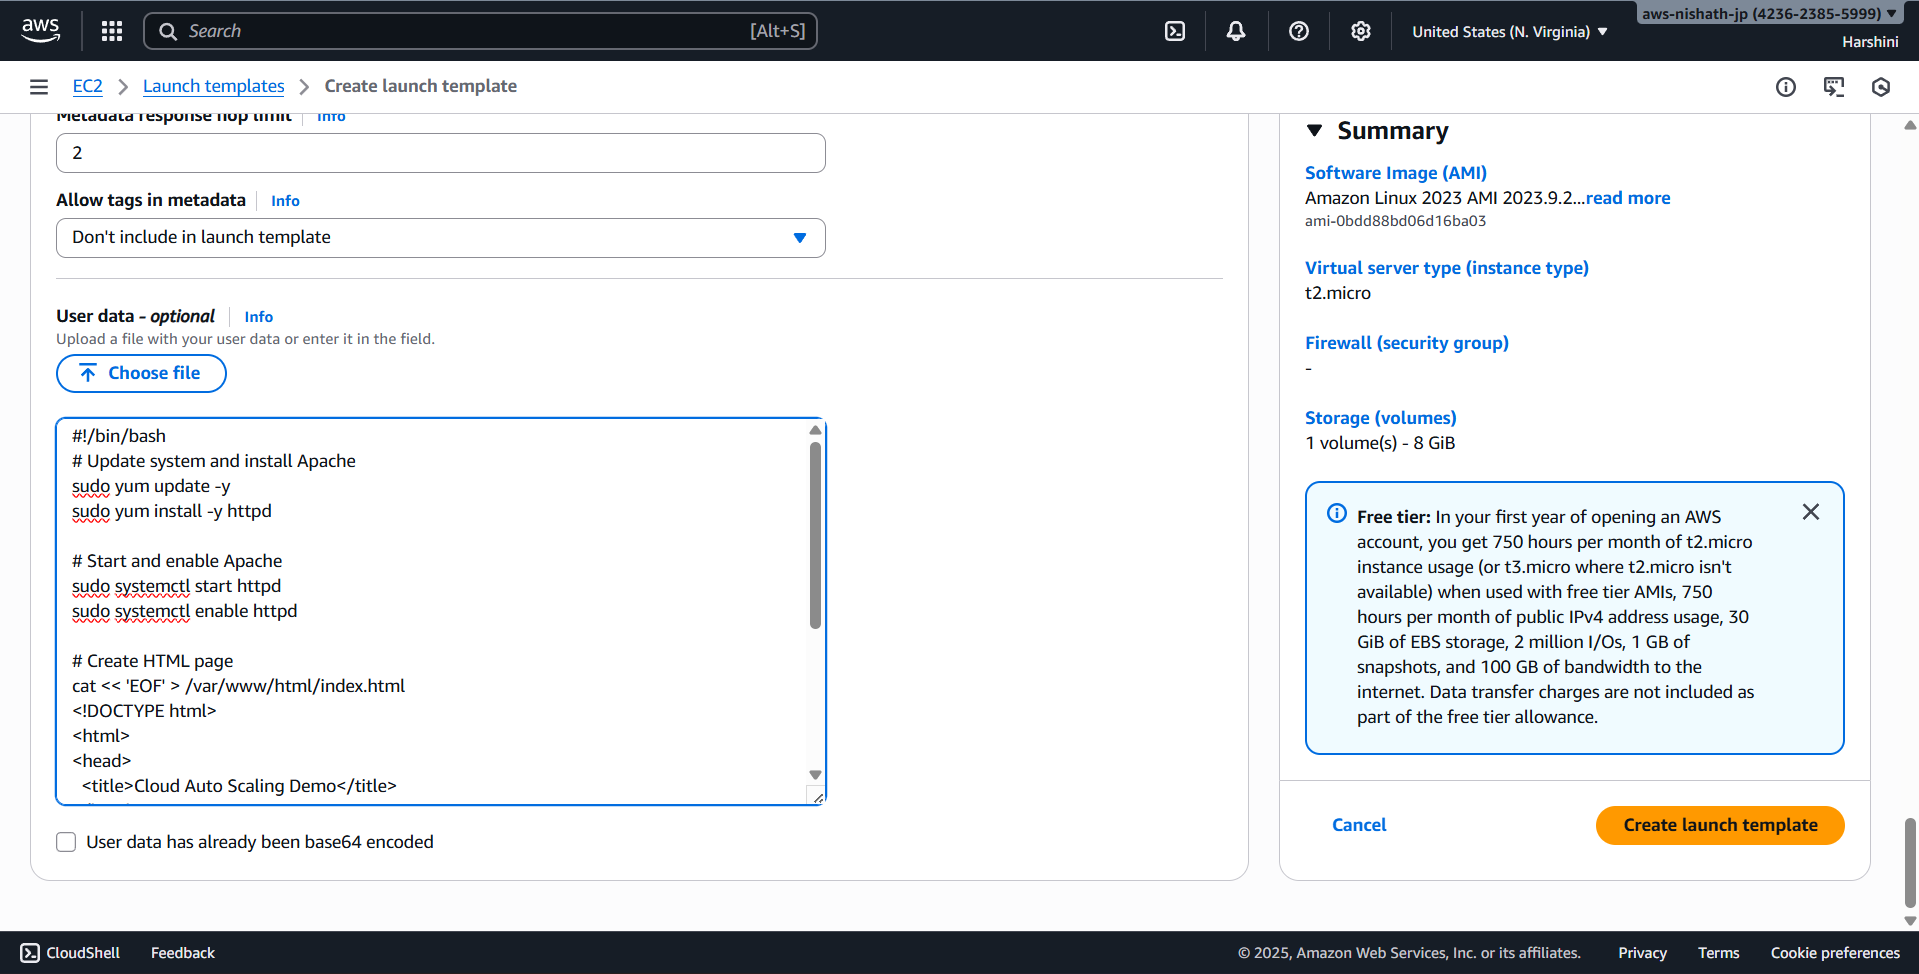 aws
Search
[Alt+S]
United States (N. Virginia) ▼
aws-nishath-jp (4236-2385-5999) ▼
Harshini
EC2 > Launch templates > Create launch template
Metadata response hop limit | Info
2
Allow tags in metadata | Info
Don't include in launch template
User data - optional | Info
Upload a file with your user data or enter it in the field.
Choose file
#!/bin/bash
# Update system and install Apache
sudo yum update -y
sudo yum install -y httpd
# Start and enable Apache
sudo systemctl start httpd
sudo systemctl enable httpd
# Create HTML page
cat << 'EOF' > /var/www/html/index.html
<!DOCTYPE html>
<html>
<head>
<title>Cloud Auto Scaling Demo</title>
User data has already been base64 encoded
Summary
Software Image (AMI)
Amazon Linux 2023 AMI 2023.9.2...read more
ami-0bdd88bd06d16ba03
Virtual server type (instance type)
t2.micro
Firewall (security group)
-
Storage (volumes)
1 volume(s) - 8 GiB
Free tier: In your first year of opening an AWS
account, you get 750 hours per month of t2.micro
instance usage (or t3.micro where t2.micro isn't
available) when used with free tier AMIs, 750
hours per month of public IPv4 address usage, 30
GiB of EBS storage, 2 million I/Os, 1 GB of
snapshots, and 100 GB of bandwidth to the
internet. Data transfer charges are not included as
part of the free tier allowance.
Cancel
Create launch template
CloudShell
Feedback
© 2025, Amazon Web Services, Inc. or its affiliates.
Privacy
Terms
Cookie preferences